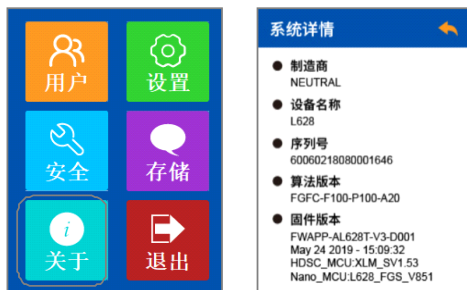 用户
设置
安全
存储
关于
退出
系统详情
制造商
NEUTRAL
设备名称
L628
序列号
60060218080001646
算法版本
FGFC-F100-P100-A20
固件版本
FWAPP-AL628T-V3-D001
May 24 2019 - 15:09:32
HDSC_MCU:XLM_SV1.53
Nano_MCU:L628_FGS_V851